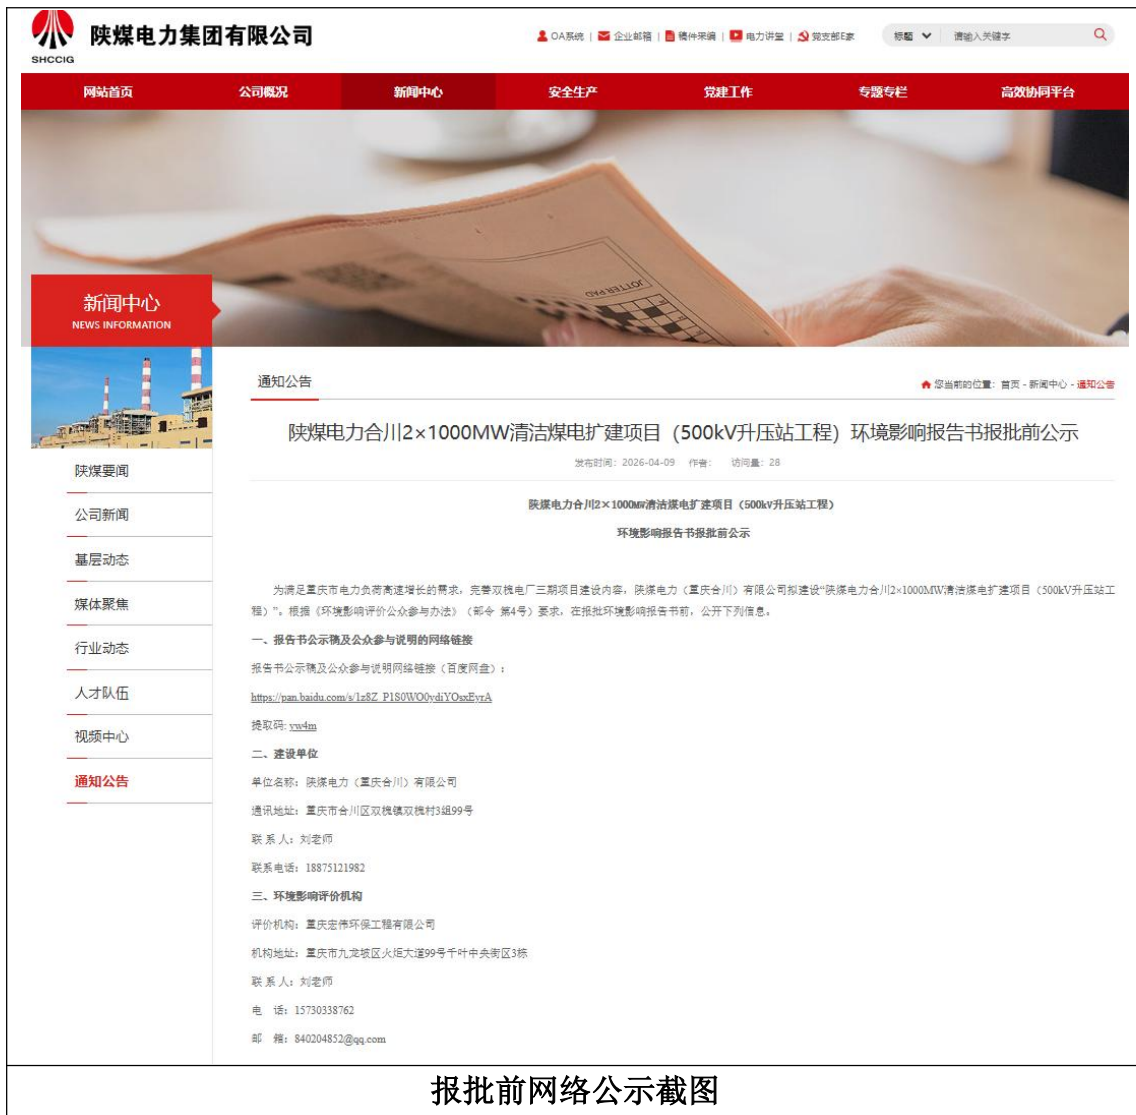 SHCCIG
陕煤电力集团有限公司
OA系统 | 企业邮箱 | 稿件采编 | 电力讲堂 | 党支部E家
标题
请输入关键字
网站首页 公司概况 新闻中心 安全生产 党建工作 专题专栏 高效协同平台
JOTTER PAD
新闻中心
NEWS INFORMATION
陕煤要闻
公司新闻
基层动态
媒体聚焦
行业动态
人才队伍
视频中心
通知公告
通知公告
您当前的位置：首页 - 新闻中心 - 通知公告
陕煤电力合川2×1000MW清洁煤电扩建项目（500kV升压站工程）环境影响报告书报批前公示
发布时间：2026-04-09 作者： 访问量：28
陕煤电力合川2×1000MW清洁煤电扩建项目（500kV升压站工程）
环境影响报告书报批前公示
为满足重庆市电力负荷高速增长的需求，完善双槐电厂三期项目建设内容，陕煤电力（重庆合川）有限公司拟建设“陕煤电力合川2×1000MW清洁煤电扩建项目（500kV升压站工
程）”。根据《环境影响评价公众参与办法》（部令 第4号）要求，在报批环境影响报告书前，公开下列信息。
一、报告书公示稿及公众参与说明的网络链接
报告书公示稿及公众参与说明网络链接（百度网盘）：
https://pan.baidu.com/s/1z8Z_P1S0WO0ydiYOsxEyrA
提取码: vw4m
二、建设单位
单位名称：陕煤电力（重庆合川）有限公司
通讯地址：重庆市合川区双槐镇双槐村3组99号
联 系 人：刘老师
联系电话：18875121982
三、环境影响评价机构
评价机构：重庆宏伟环保工程有限公司
机构地址：重庆市九龙坡区火炬大道99号千叶中央街区3栋
联 系 人：刘老师
电 话：15730338762
邮 箱：840204852@qq.com
报批前网络公示截图